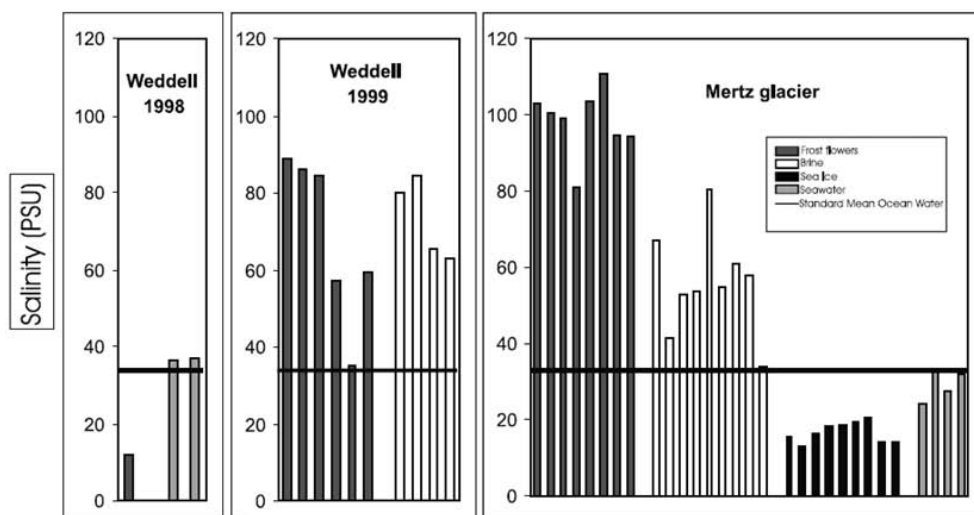 Salinity (PSU)
120
100
80
60
40
20
0
Weddell
1998
120
100
80
60
40
20
0
Weddell
1999
120
100
80
60
40
20
0
Mertz glacier
Frost flowers
Brine
Sea Ice
Seawater
Standard Mean Ocean Water